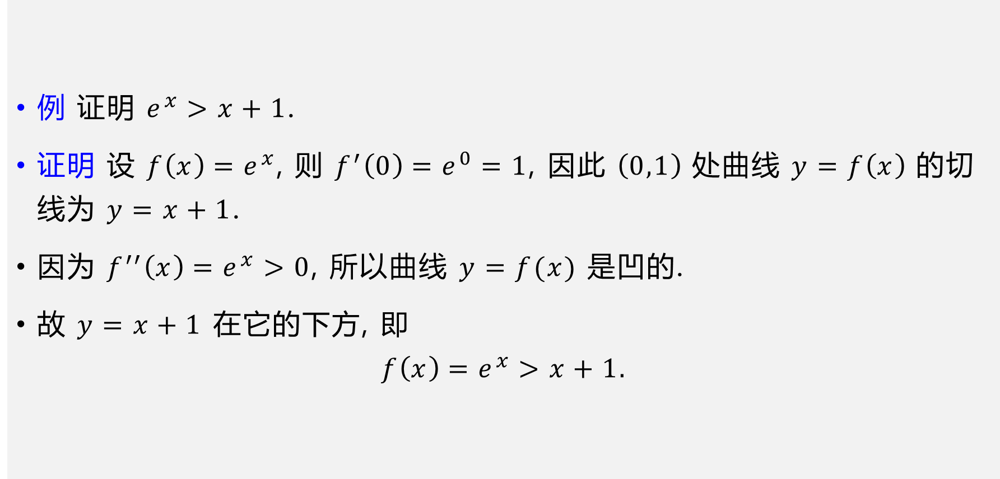 • 例 证明 e^x > x + 1.
• 证明 设 f(x) = e^x, 则 f′(0) = e^0 = 1, 因此 (0,1) 处曲线 y = f(x) 的切
线为 y = x + 1.
• 因为 f′′(x) = e^x > 0, 所以曲线 y = f(x) 是凹的.
• 故 y = x + 1 在它的下方, 即
f(x) = e^x > x + 1.